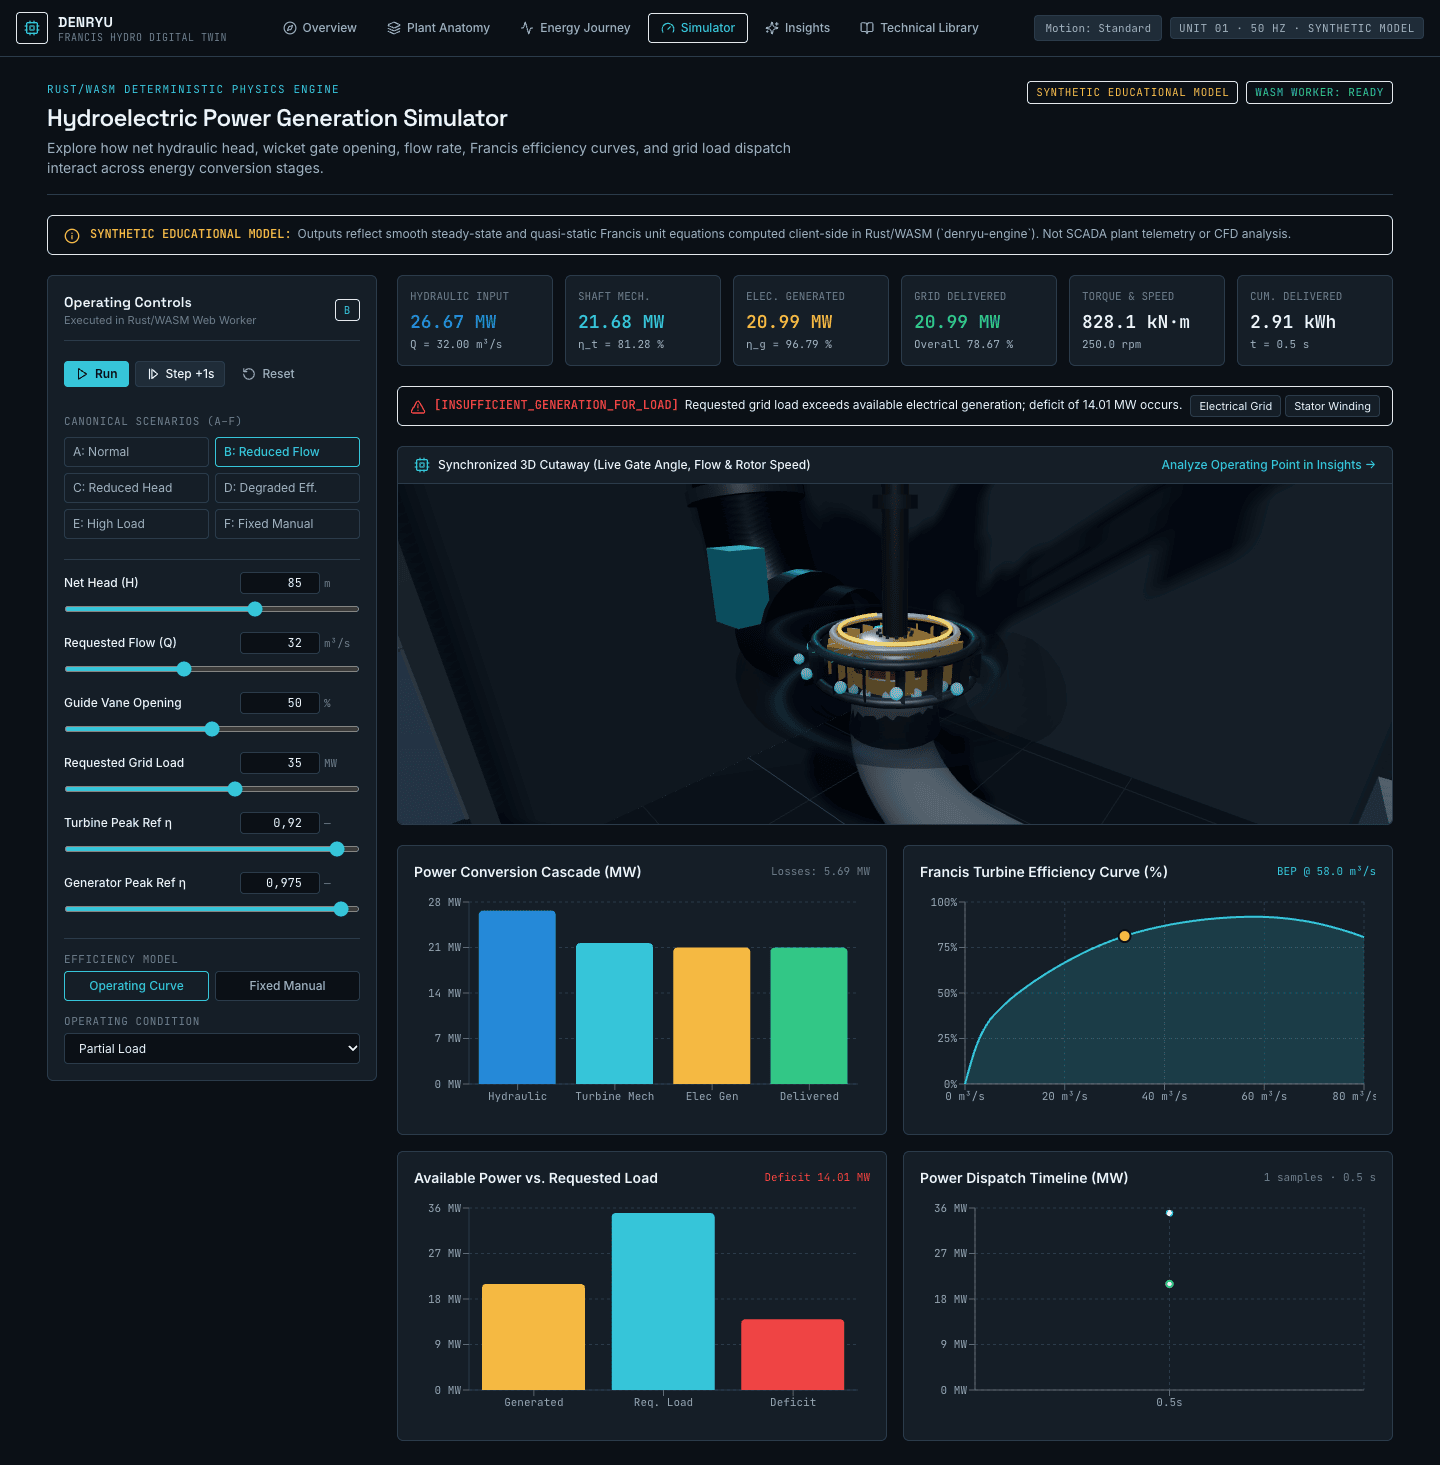 DENRYU
FRANCIS HYDRO DIGITAL TWIN
Overview
Plant Anatomy
Energy Journey
Simulator
Insights
Technical Library
Motion: Standard
UNIT 01 · 50 HZ · SYNTHETIC MODEL
RUST/WASM DETERMINISTIC PHYSICS ENGINE
SYNTHETIC EDUCATIONAL MODEL
WASM WORKER: READY
Hydroelectric Power Generation Simulator
Explore how net hydraulic head, wicket gate opening, flow rate, Francis efficiency curves, and grid load dispatch
interact across energy conversion stages.
SYNTHETIC EDUCATIONAL MODEL: Outputs reflect smooth steady-state and quasi-static Francis unit equations computed client-side in Rust/WASM (`denryu-engine`). Not SCADA plant telemetry or CFD analysis.
Operating Controls
Executed in Rust/WASM Web Worker
B
Run
Step +1s
Reset
CANONICAL SCENARIOS (A–F)
A: Normal
B: Reduced Flow
C: Reduced Head
D: Degraded Eff.
E: High Load
F: Fixed Manual
Net Head (H) 85 m
Requested Flow (Q) 32 m³/s
Guide Vane Opening 50 %
Requested Grid Load 35 MW
Turbine Peak Ref η 0,92 —
Generator Peak Ref η 0,975 —
EFFICIENCY MODEL
Operating Curve
Fixed Manual
OPERATING CONDITION
Partial Load
HYDRAULIC INPUT
26.67 MW
Q = 32.00 m³/s
SHAFT MECH.
21.68 MW
η_t = 81.28 %
ELEC. GENERATED
20.99 MW
η_g = 96.79 %
GRID DELIVERED
20.99 MW
Overall 78.67 %
TORQUE & SPEED
828.1 kN·m
250.0 rpm
CUM. DELIVERED
2.91 kWh
t = 0.5 s
[INSUFFICIENT_GENERATION_FOR_LOAD] Requested grid load exceeds available electrical generation; deficit of 14.01 MW occurs.
Electrical Grid
Stator Winding
Synchronized 3D Cutaway (Live Gate Angle, Flow & Rotor Speed)
Analyze Operating Point in Insights →
Power Conversion Cascade (MW)
Losses: 5.69 MW
28 MW
21 MW
14 MW
7 MW
0 MW
Hydraulic
Turbine Mech
Elec Gen
Delivered
Francis Turbine Efficiency Curve (%)
BEP @ 58.0 m³/s
100%
75%
50%
25%
0%
0 m³/s
20 m³/s
40 m³/s
60 m³/s
80 m³/s
Available Power vs. Requested Load
Deficit 14.01 MW
36 MW
27 MW
18 MW
9 MW
0 MW
Generated
Req. Load
Deficit
Power Dispatch Timeline (MW)
1 samples · 0.5 s
36 MW
27 MW
18 MW
9 MW
0 MW
0.5s